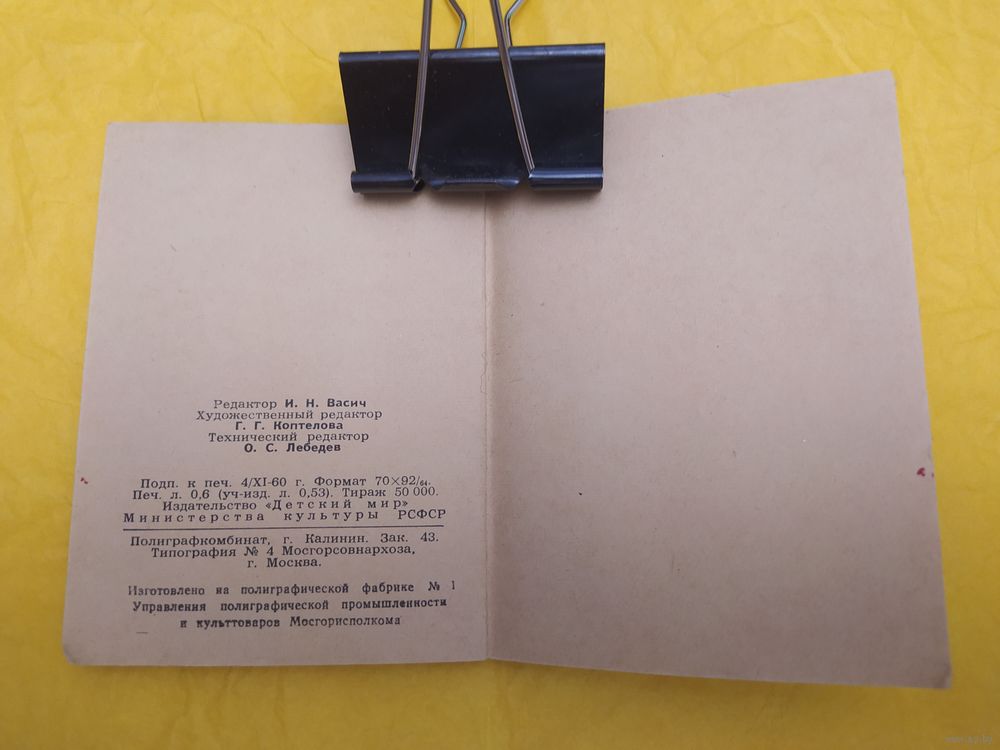 Редактор И. Н. Васич
Художественный редактор
Г. Г. Коптелова
Технический редактор
О. С. Лебедев
Подп. к печ. 4/XI-60 г. Формат 70×92/64.
Печ. л. 0,6 (уч-изд. л. 0,53). Тираж 50 000.
Издательство «Детский мир»
Министерства культуры РСФСР
Полиграфкомбинат, г. Калинин. Зак. 43.
Типография № 4 Мосгорсовнархоза,
г. Москва.
Изготовлено на полиграфической фабрике № 1
Управления полиграфической промышленности
и культтоваров Мосгорисполкома